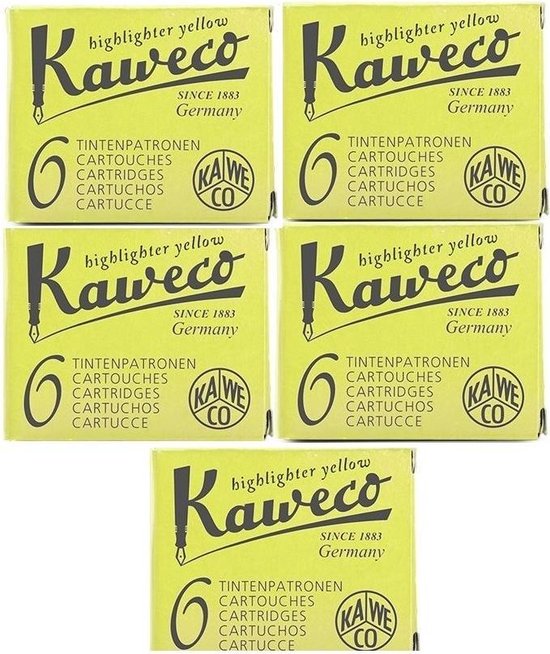 highlighter yellow
Kaweco
SINCE 1883
Germany
6 TINTENPATRONEN
CARTOUCHES
CARTRIDGES
CARTUCHOS
CARTUCCE
KA WE
CO
highlighter yellow
Kaweco
SINCE 1883
Germany
6 TINTENPATRONEN
CARTOUCHES
CARTRIDGES
CARTUCHOS
CARTUCCE
KA WE
CO
highlighter yellow
Kaweco
SINCE 1883
Germany
6 TINTENPATRONEN
CARTOUCHES
CARTRIDGES
CARTUCHOS
CARTUCCE
KA WE
CO
highlighter yellow
Kaweco
SINCE 1883
Germany
6 TINTENPATRONEN
CARTOUCHES
CARTRIDGES
CARTUCHOS
CARTUCCE
KA WE
CO
highlighter yellow
Kaweco
SINCE 1883
Germany
6 TINTENPATRONEN
CARTOUCHES
CARTRIDGES
CARTUCHOS
CARTUCCE
KA WE
CO